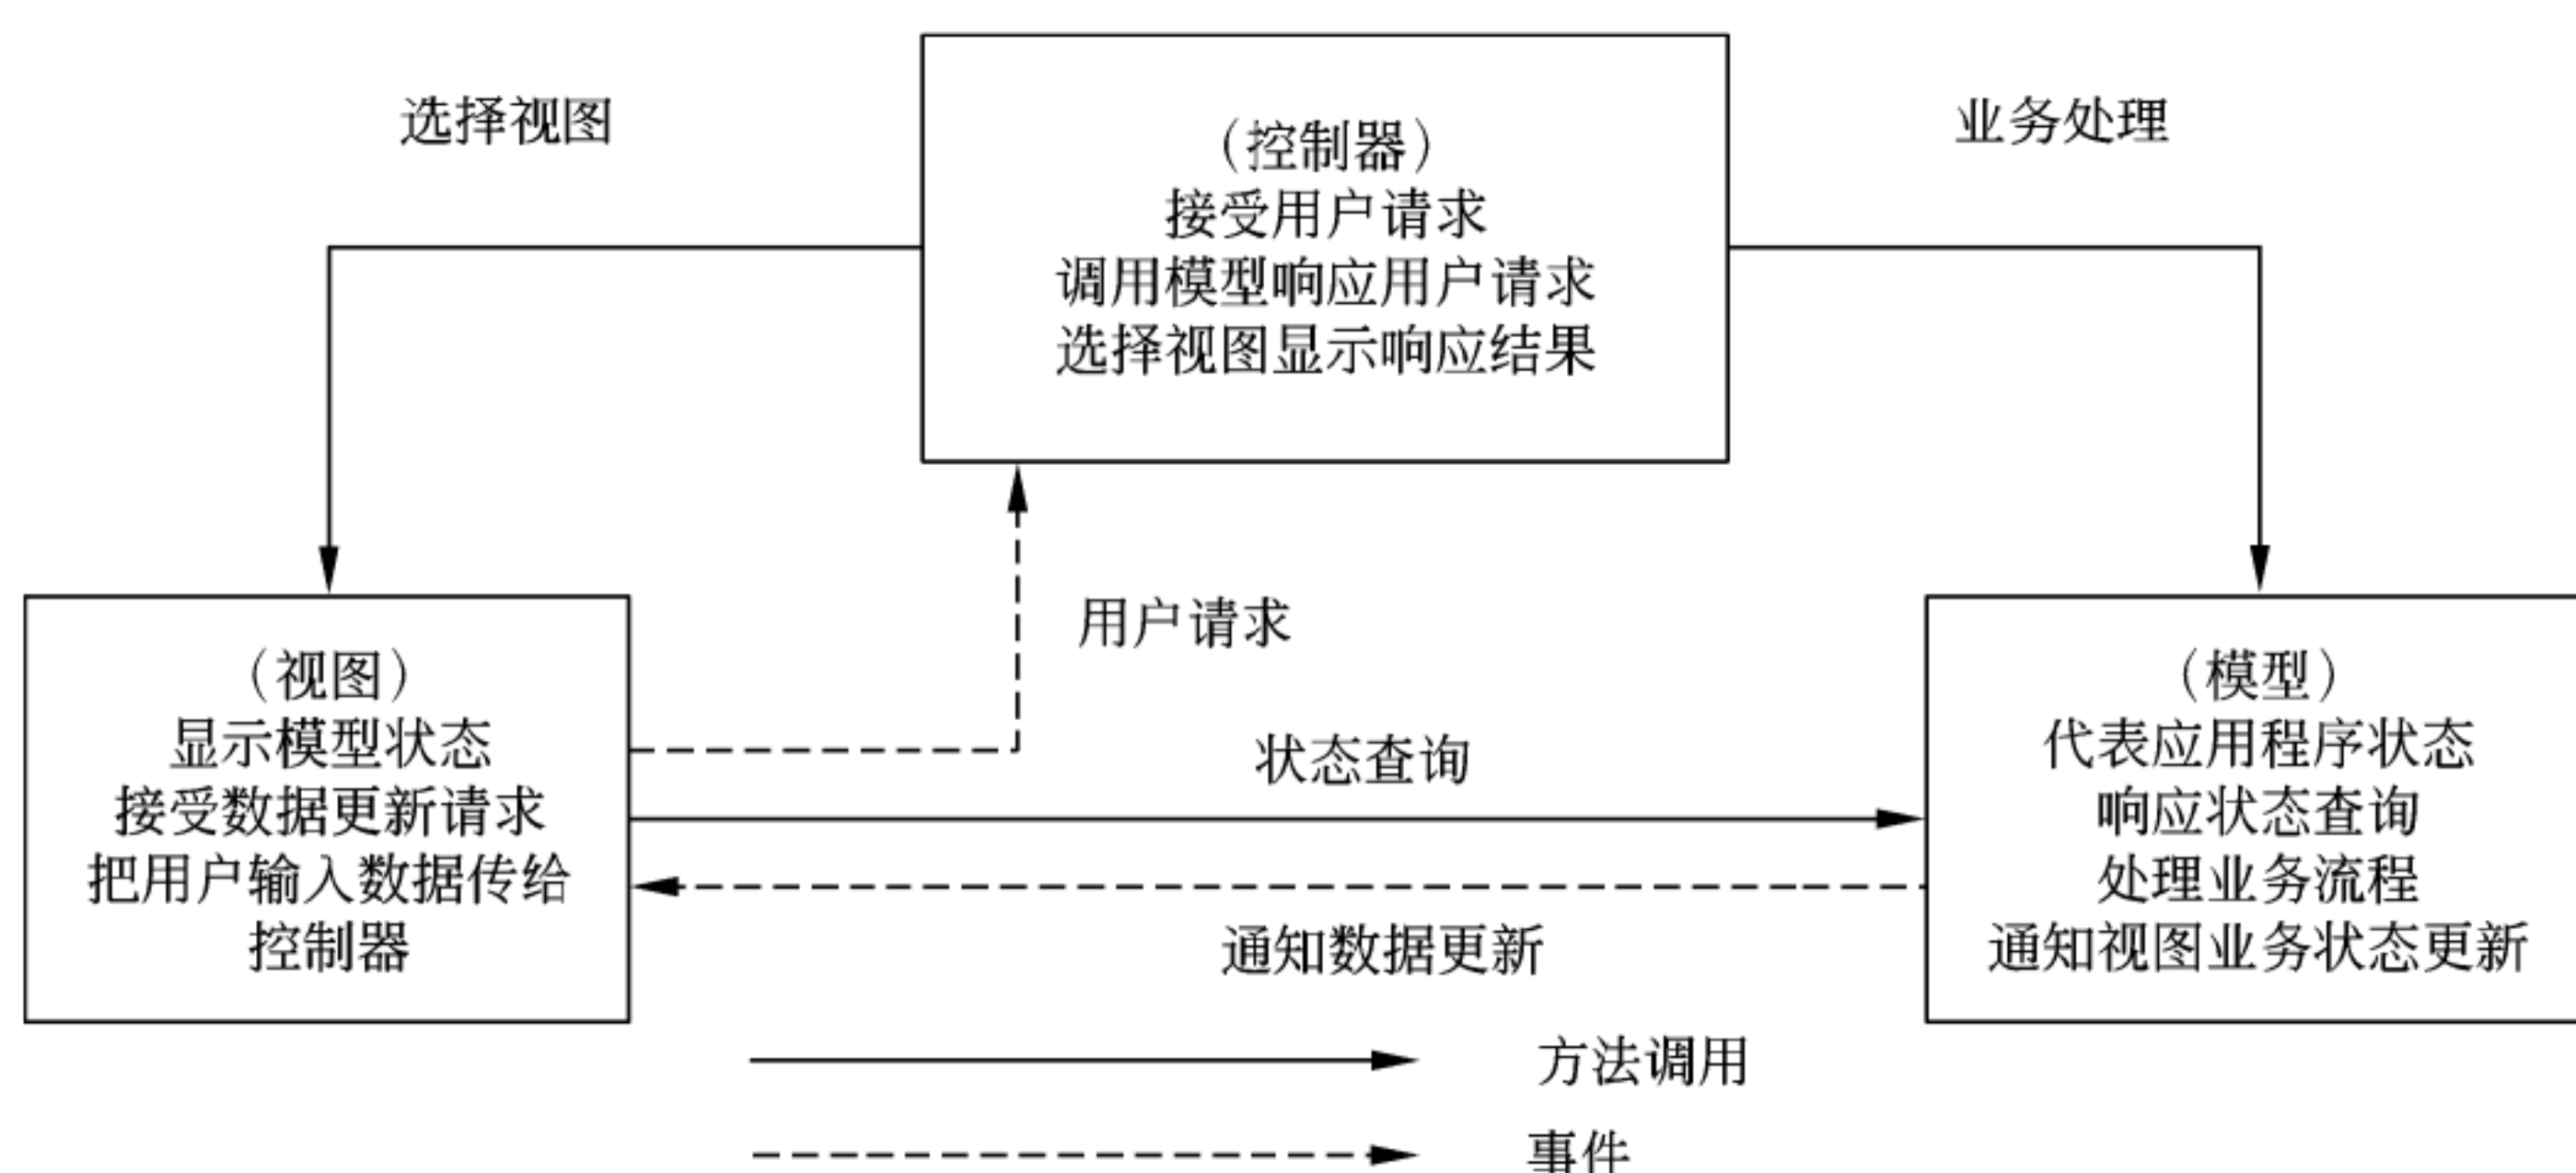 选择视图
业务处理
（控制器）
接受用户请求
调用模型响应用户请求
选择视图显示响应结果
用户请求
（视图）
显示模型状态
接受数据更新请求
把用户输入数据传给
控制器
状态查询
通知数据更新
（模型）
代表应用程序状态
响应状态查询
处理业务流程
通知视图业务状态更新
方法调用
事件